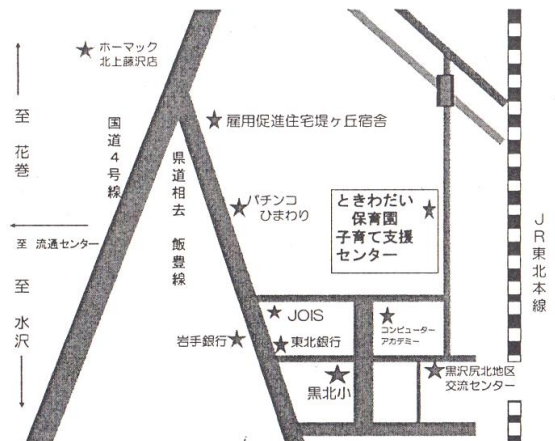 ホーマック
北上藤沢店
至 花巻
国道4号線
雇用促進住宅堤ヶ丘宿舎
県道相去 飯豊線
パチンコ
ひまわり
ときわだい
保育園
子育て支援
センター
至 流通センター
JR東北本線
至 水沢
JOIS
コンピューター
アカデミー
岩手銀行
東北銀行
黒北小
黒沢尻北地区
交流センター